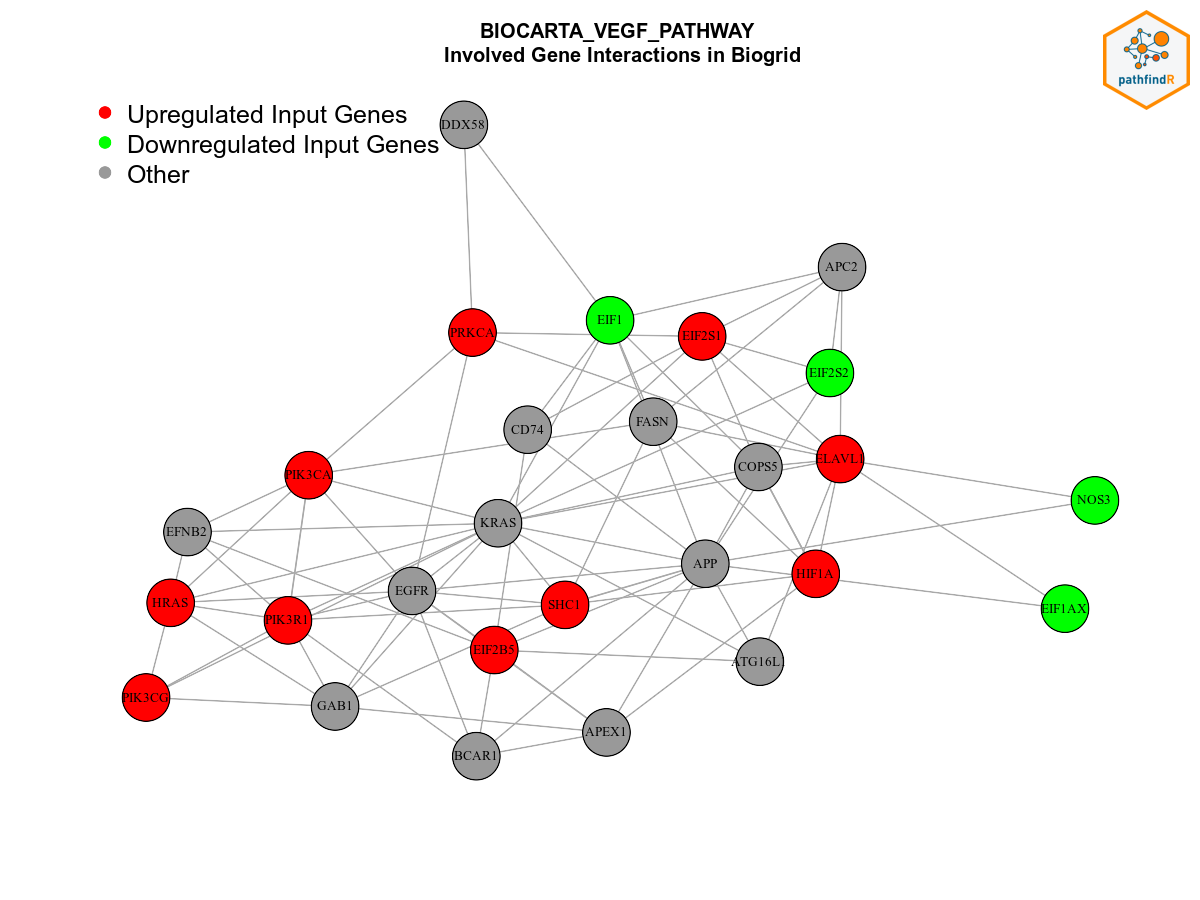 BIOCARTA_VEGF_PATHWAY
Involved Gene Interactions in Biogrid
pathfindR
Upregulated Input Genes
Downregulated Input Genes
Other
DDX58
APC2
EIF1
PRKCA
EIF2S1
EIF2S2
FASN
CD74
ELAVL1
COPS5
PIK3CA
NOS3
KRAS
EFNB2
APP
HIF1A
EGFR
HRAS
SHC1
EIF1AX
PIK3R1
EIF2B5
ATG16L1
PIK3CG
GAB1
APEX1
BCAR1